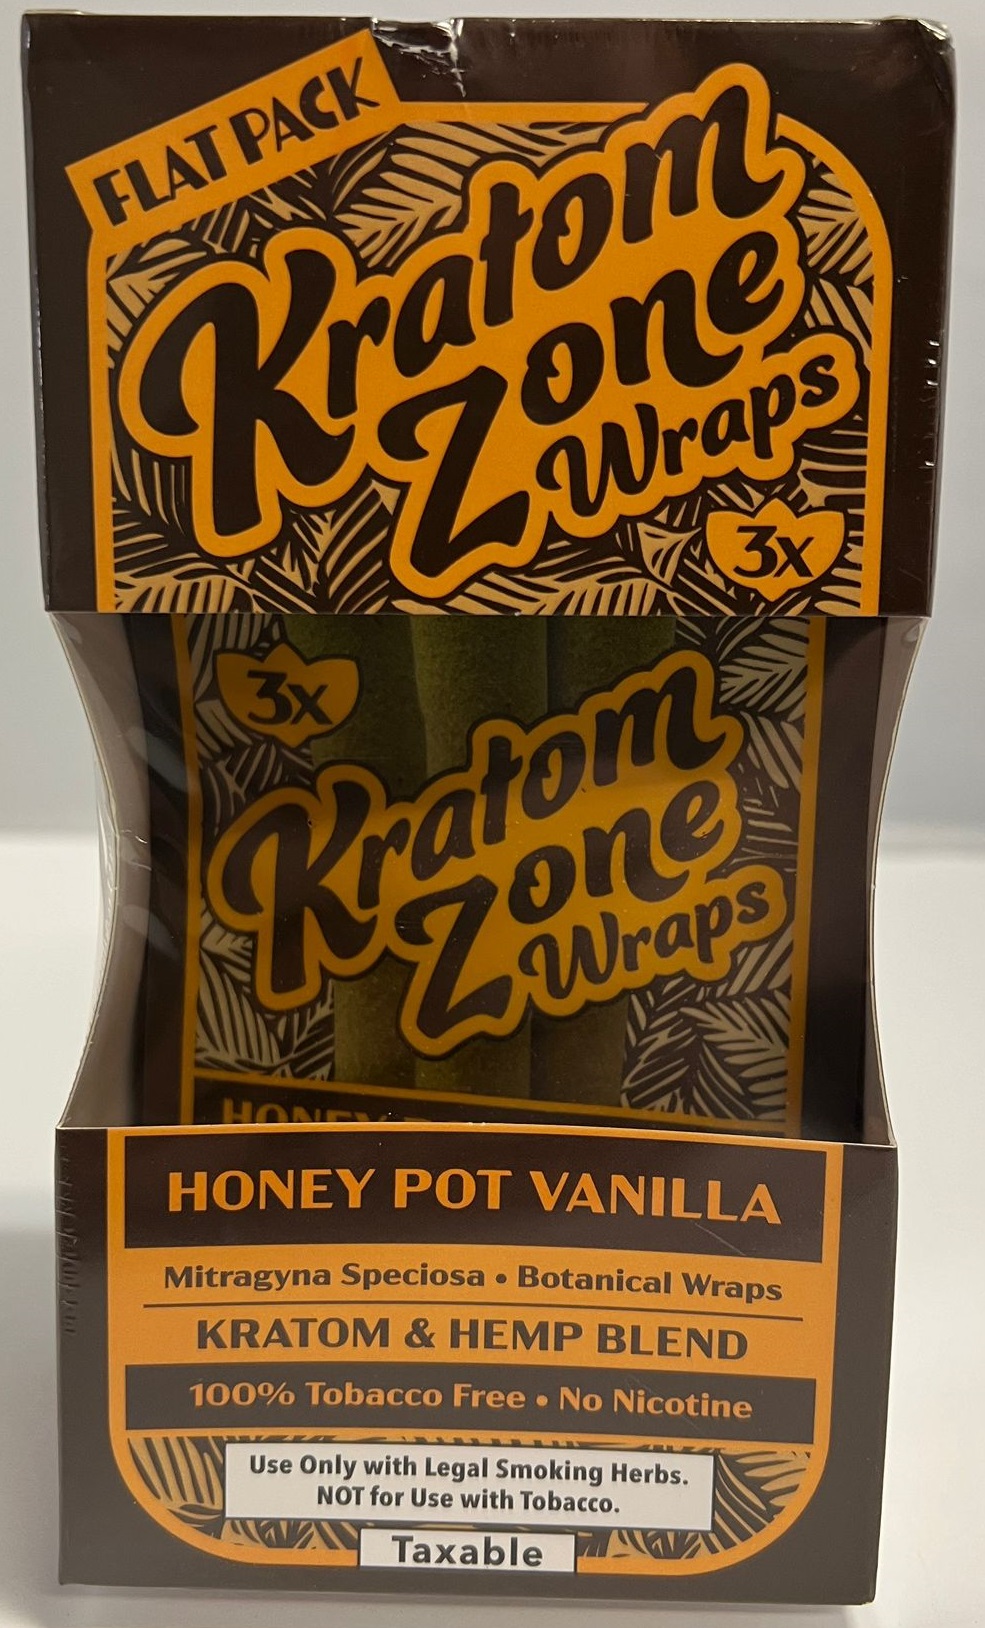 FLAT PACK
Kratom
Zone
Wraps
3x
3x
Kratom
Zone
Wraps
HONEY
HONEY POT VANILLA
Mitragyna Speciosa • Botanical Wraps
KRATOM & HEMP BLEND
100% Tobacco Free • No Nicotine
Use Only with Legal Smoking Herbs.
NOT for Use with Tobacco.
Taxable